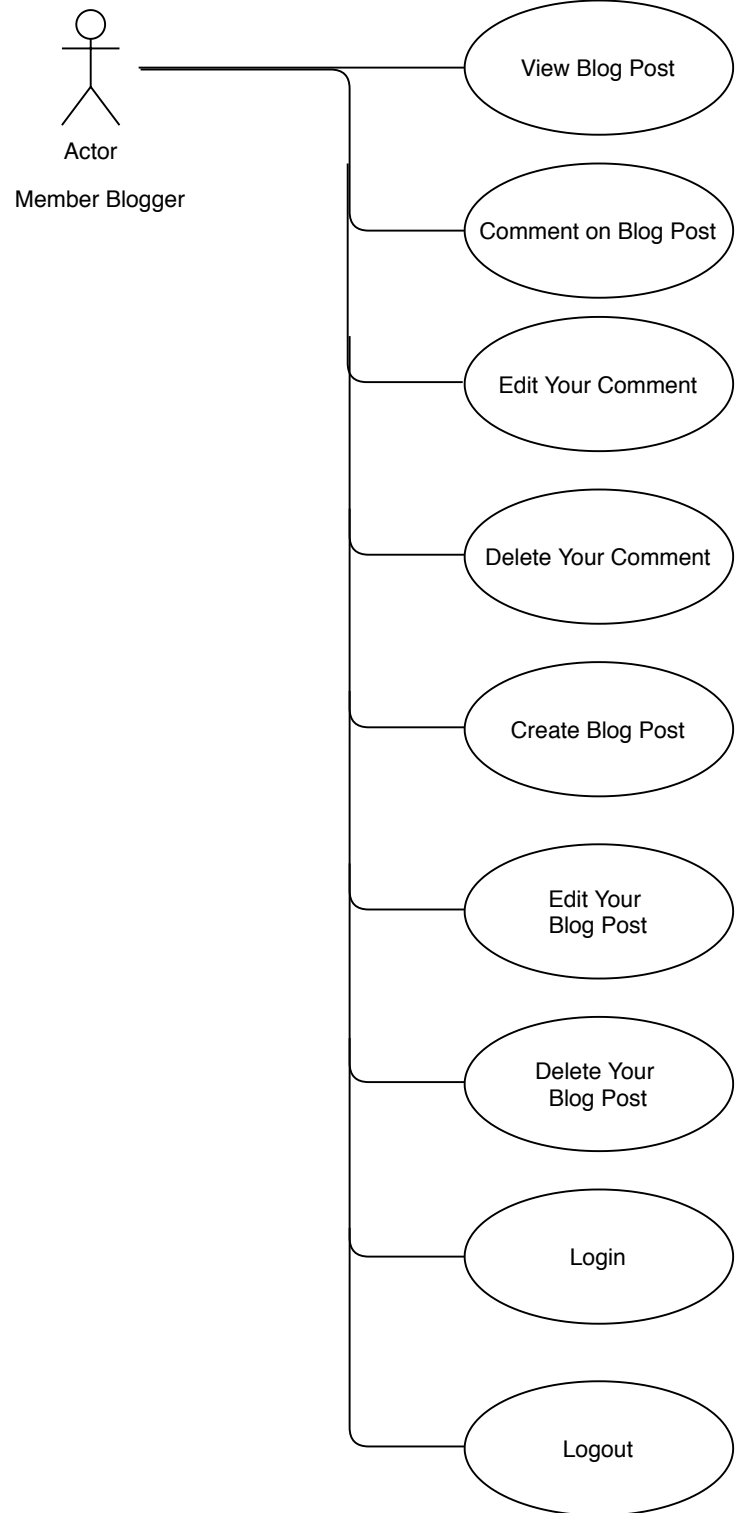 View Blog Post
Actor
Member Blogger
Comment on Blog Post
Edit Your Comment
Delete Your Comment
Create Blog Post
Edit Your
Blog Post
Delete Your
Blog Post
Login
Logout